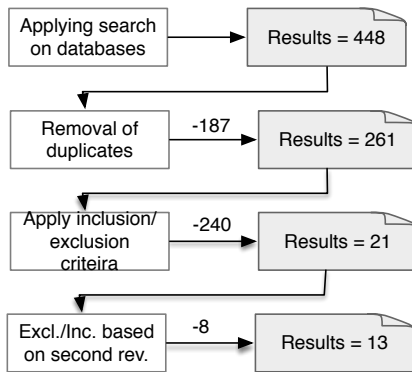 Applying search
on databases
Results = 448
Removal of
duplicates
-187
Results = 261
Apply inclusion/
exclusion
criteira
-240
Results = 21
Excl./Inc. based
on second rev.
-8
Results = 13